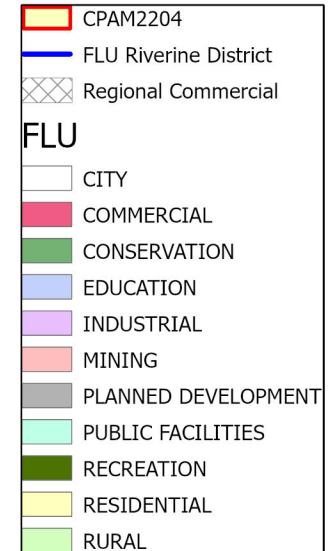 CPAM2204
FLU Riverine District
Regional Commercial
FLU
CITY
COMMERCIAL
CONSERVATION
EDUCATION
INDUSTRIAL
MINING
PLANNED DEVELOPMENT
PUBLIC FACILITIES
RECREATION
RESIDENTIAL
RURAL